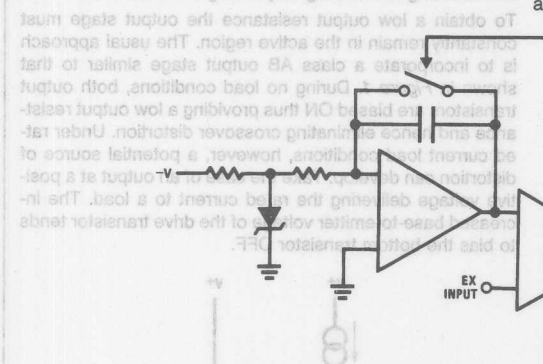 a
To obtain a low output resistance the output stage must
constantly remain in the active region. The usual approach
is to incorporate a class AB output stage similar to that
shown in Figure 1. During no load conditions, both output
transistors are biased ON thus providing a low output resist-
ance and hence eliminating crossover distortion. Under rat-
ed current load conditions, however, a potential source of
distortion can develop. Take the case of an output at a posi-
tive voltage delivering the rated current to a load. The in-
creased base-to-emitter voltage of the drive transistor tends
to bias the bottom transistor OFF.
-V
EX
INPUT